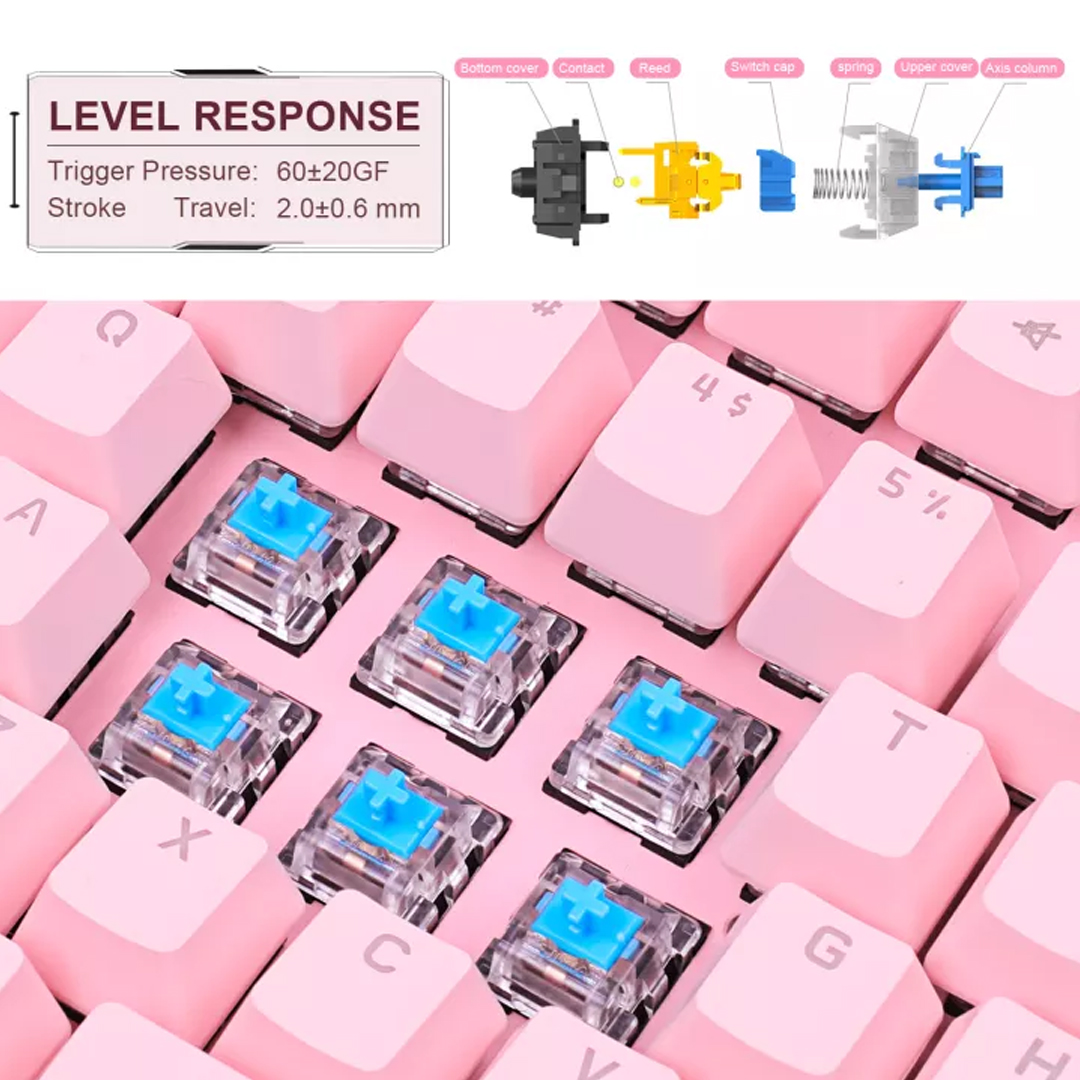 Bottom cover
Contact
Reed
Switch cap
spring
Upper cover
Axis column
LEVEL RESPONSE
Trigger Pressure: 60±20GF
Stroke Travel: 2.0±0.6 mm
Q
#
4 $
5 %
A
T
X
G
C
H